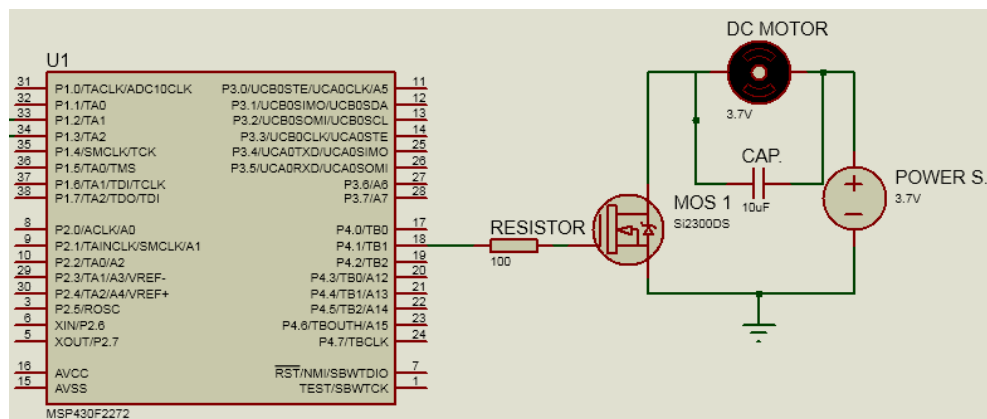 DC MOTOR
3.7V
CAP.
10uF
POWER S.
3.7V
MOS 1
Si2300DS
RESISTOR
100
U1
31 P1.0/TACLK/ADC10CLK P3.0/UCB0STE/UCA0CLK/A5 11
32 P1.1/TA0 P3.1/UCB0SIMO/UCB0SDA 12
33 P1.2/TA1 P3.2/UCB0SOMI/UCB0SCL 13
34 P1.3/TA2 P3.3/UCB0CLK/UCA0STE 14
35 P1.4/SMCLK/TCK P3.4/UCA0TXD/UCA0SIMO 25
36 P1.5/TA0/TMS P3.5/UCA0RXD/UCA0SOMI 26
37 P1.6/TA1/TDI/TCLK P3.6/A6 27
38 P1.7/TA2/TDO/TDI P3.7/A7 28
8 P2.0/ACLK/A0 P4.0/TB0 17
9 P2.1/TAINCLK/SMCLK/A1 P4.1/TB1 18
10 P2.2/TA0/A2 P4.2/TB2 19
29 P2.3/TA1/A3/VREF- P4.3/TB0/A12 20
30 P2.4/TA2/A4/VREF+ P4.4/TB1/A13 21
3 P2.5/ROSC P4.5/TB2/A14 22
6 XIN/P2.6 P4.6/TBOUTH/A15 23
5 XOUT/P2.7 P4.7/TBCLK 24
16 AVCC RST/NMI/SBWTDIO 7
15 AVSS TEST/SBWTCK 1
MSP430F2272